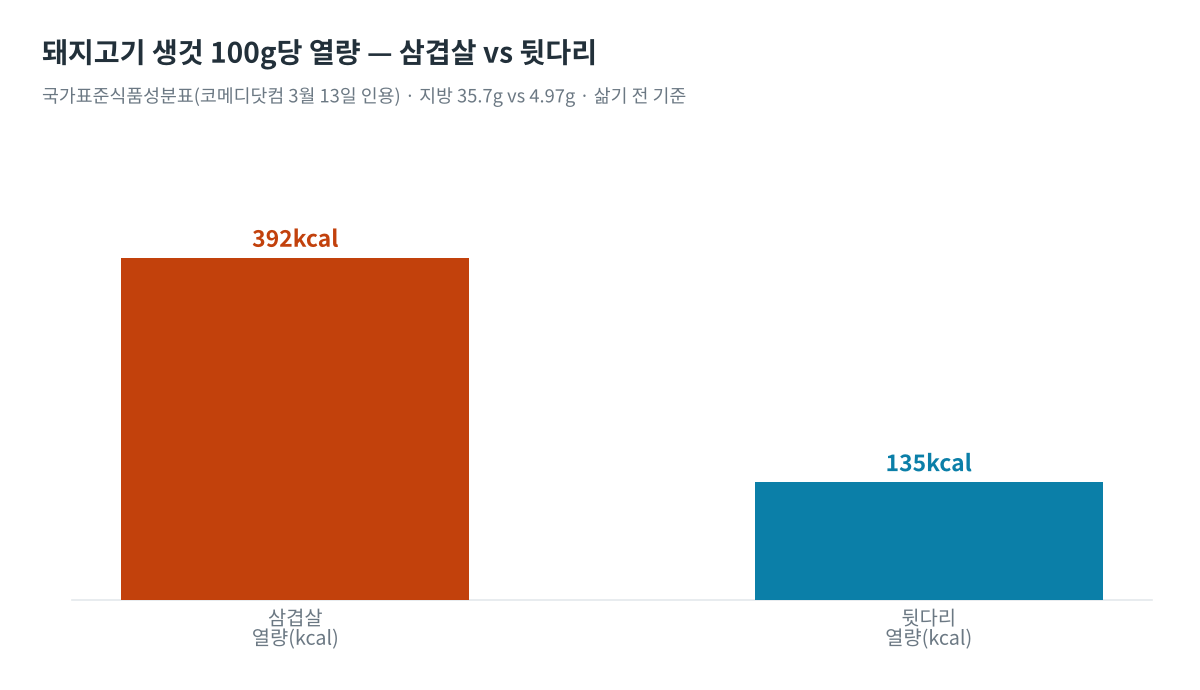 돼지고기 생것 100g당 열량 — 삼겹살 vs 뒷다리
국가표준식품성분표(코메디닷컴 3월 13일 인용) · 지방 35.7g vs 4.97g · 삶기 전 기준
392kcal
135kcal
삼겹살
열량(kcal)
뒷다리
열량(kcal)